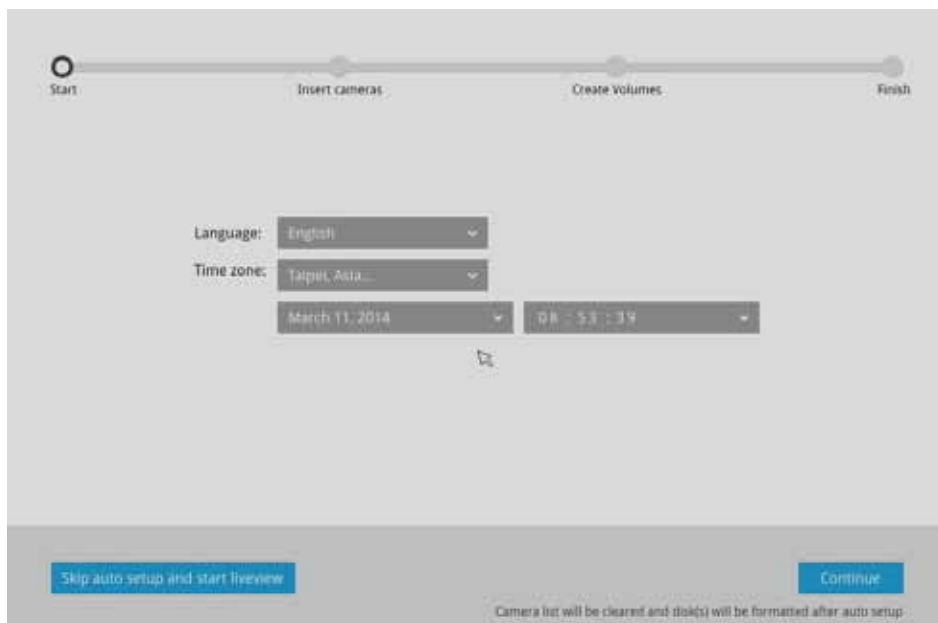 Start
Insert cameras
Create Volumes
Finish
Language:
English
Time zone:
Taipei, Asia...
March 11, 2014
08 : 53 : 39
Skip auto setup and start liveview
Continue
Camera list will be cleared and disk(s) will be formatted after auto setup